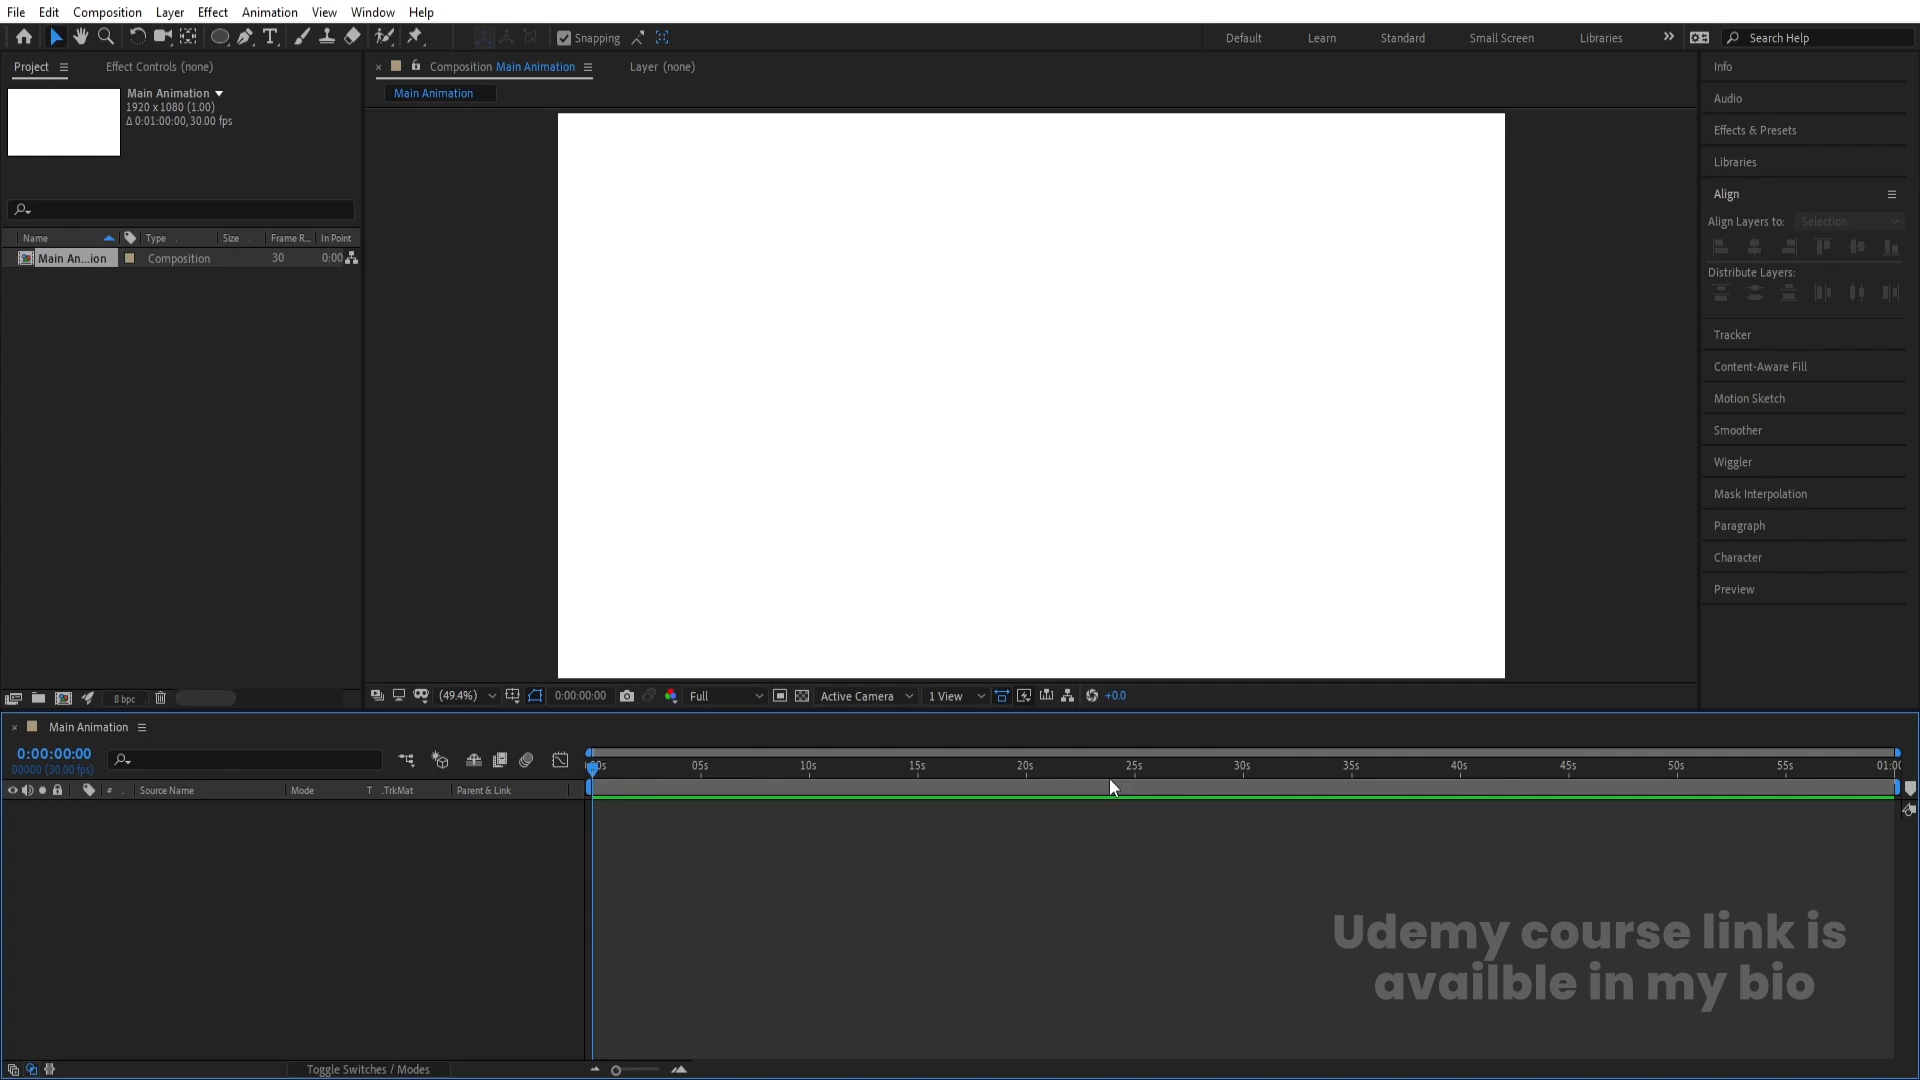 File Edit Composition Layer Effect Animation View Window Help
Snapping Default Learn Standard Small Screen Libraries Search Help
Project Effect Controls (none)
Composition Main Animation Layer (none)
Main Animation
Main Animation
1920 x 1080 (1.00)
Δ 0:01:00:00, 30.00 fps
Name Type Size Frame R... In Point
Main An...ion Composition 30 0:00
Info
Audio
Effects & Presets
Libraries
Align
Align Layers to: Selection
Distribute Layers:
Tracker
Content-Aware Fill
Motion Sketch
Smoother
Wiggler
Mask Interpolation
Paragraph
Character
Preview
8 bpc
(49.4%) 0:00:00:00 Full Active Camera 1 View +0.0
Main Animation
0:00:00:00
00000 (30.00 fps)
05s 10s 15s 20s 25s 30s 35s 40s 45s 50s 55s 01:00
# Source Name Mode T .TrkMat Parent & Link
Udemy course link is
availble in my bio
Toggle Switches / Modes